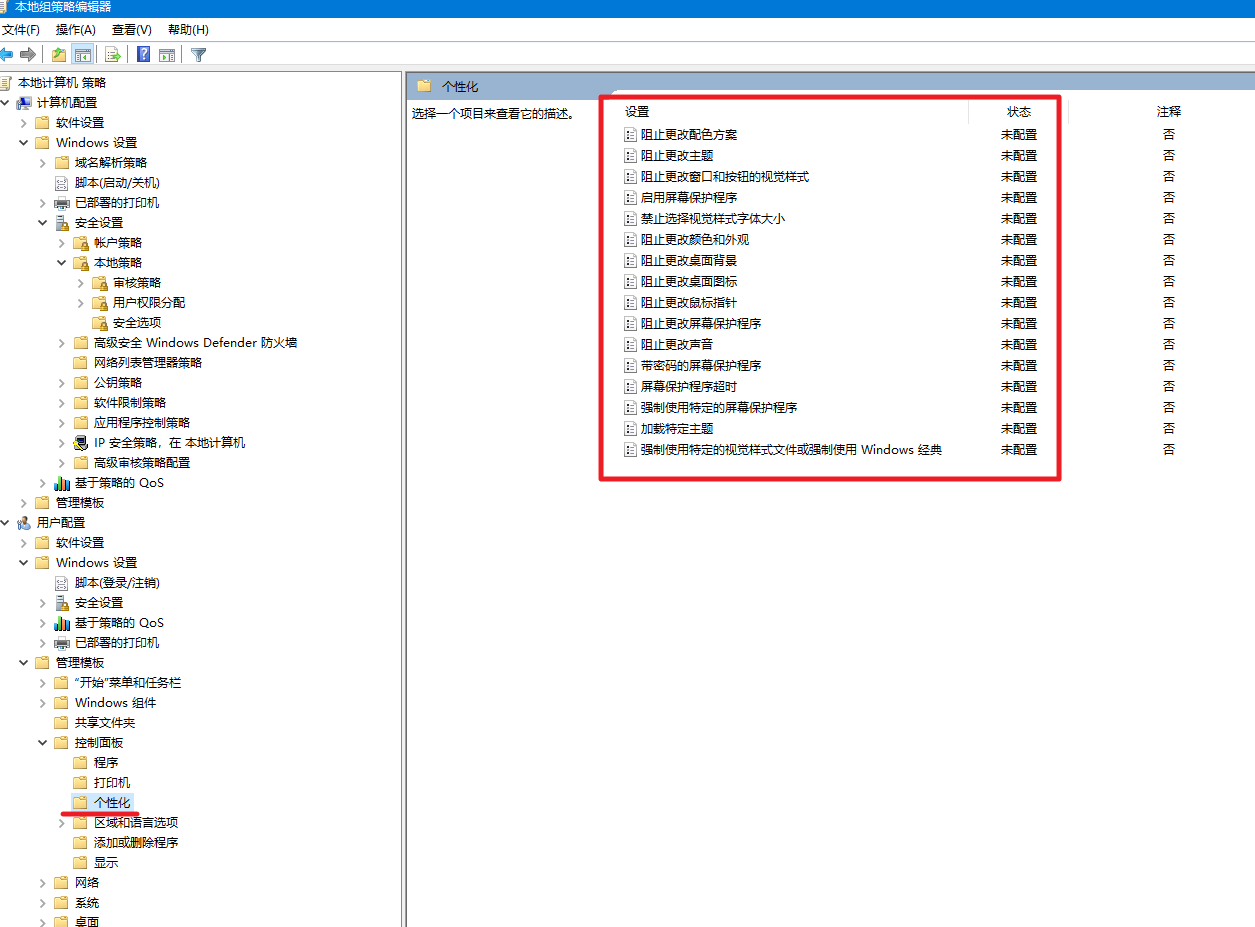 本地组策略编辑器
文件(F) 操作(A) 查看(V) 帮助(H)
本地计算机 策略
计算机配置
软件设置
Windows 设置
域名解析策略
脚本(启动/关机)
已部署的打印机
安全设置
帐户策略
本地策略
审核策略
用户权限分配
安全选项
高级安全 Windows Defender 防火墙
网络列表管理器策略
公钥策略
软件限制策略
应用程序控制策略
IP 安全策略，在 本地计算机
高级审核策略配置
基于策略的 QoS
管理模板
用户配置
软件设置
Windows 设置
脚本(登录/注销)
安全设置
基于策略的 QoS
已部署的打印机
管理模板
"开始"菜单和任务栏
Windows 组件
共享文件夹
控制面板
程序
打印机
个性化
区域和语言选项
添加或删除程序
显示
网络
系统
桌面
个性化
选择一个项目来查看它的描述。
设置 状态 注释
阻止更改配色方案 未配置 否
阻止更改主题 未配置 否
阻止更改窗口和按钮的视觉样式 未配置 否
启用屏幕保护程序 未配置 否
禁止选择视觉样式字体大小 未配置 否
阻止更改颜色和外观 未配置 否
阻止更改桌面背景 未配置 否
阻止更改桌面图标 未配置 否
阻止更改鼠标指针 未配置 否
阻止更改屏幕保护程序 未配置 否
阻止更改声音 未配置 否
带密码的屏幕保护程序 未配置 否
屏幕保护程序超时 未配置 否
强制使用特定的屏幕保护程序 未配置 否
加载特定主题 未配置 否
强制使用特定的视觉样式文件或强制使用 Windows 经典 未配置 否